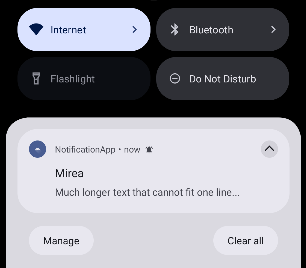 Internet
Bluetooth
Flashlight
Do Not Disturb
NotificationApp • now
Mirea
Much longer text that cannot fit one line...
Manage
Clear all